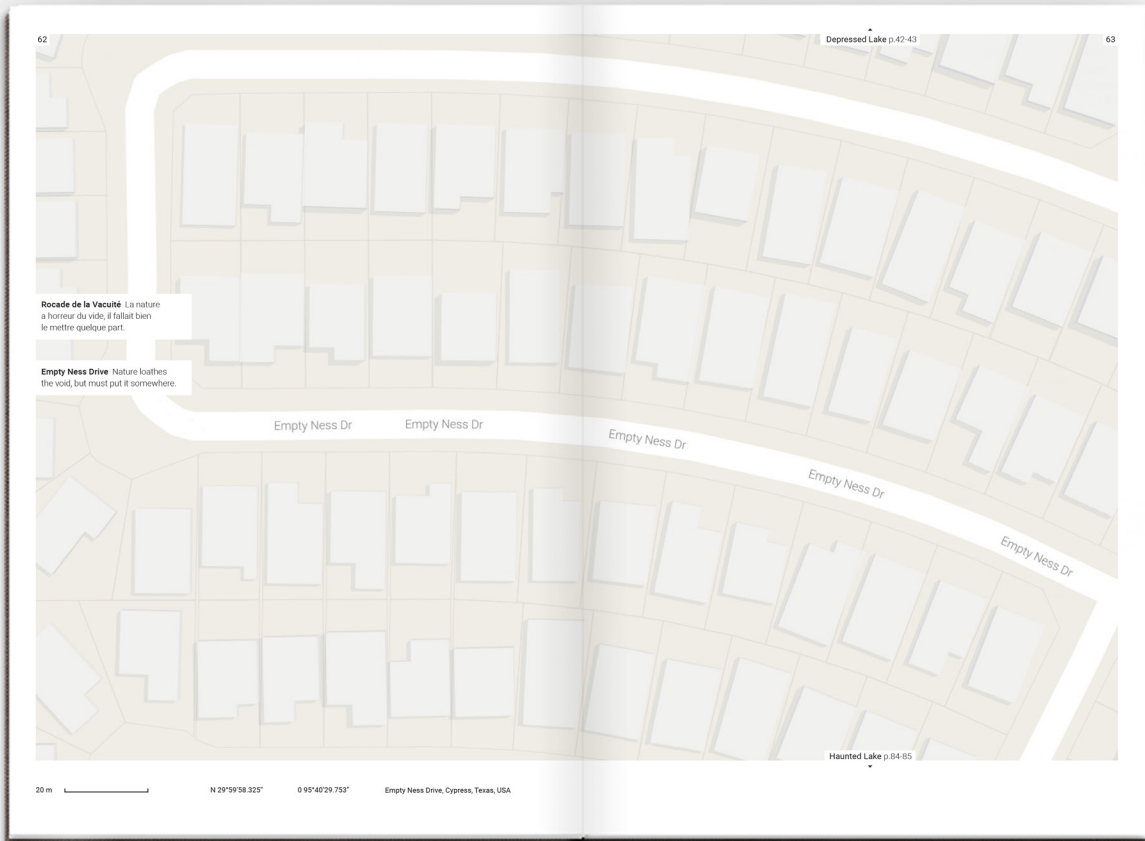 62
Depressed Lake p.42-43
63
Rocade de la Vacuité La nature
a horreur du vide, il fallait bien
le mettre quelque part.
Empty Ness Drive Nature loathes
the void, but must put it somewhere.
Empty Ness Dr
Empty Ness Dr
Empty Ness Dr
Empty Ness Dr
Empty Ness Dr
Haunted Lake p.84-85
20 m
N 29°59'58.325"
O 95°40'29.753"
Empty Ness Drive, Cypress, Texas, USA